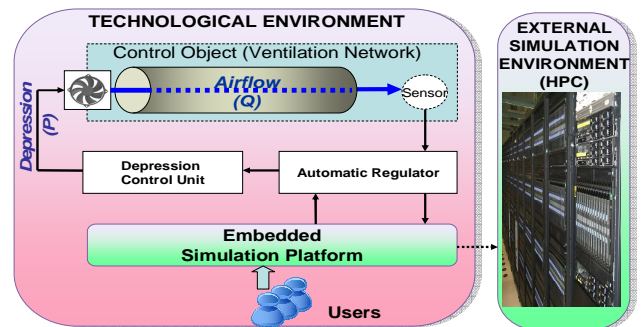 TECHNOLOGICAL ENVIRONMENT
Control Object (Ventilation Network)
Airflow
(Q)
Sensor
Depression
(P)
Depression
Control Unit
Automatic Regulator
Embedded
Simulation Platform
Users
EXTERNAL
SIMULATION
ENVIRONMENT
(HPC)